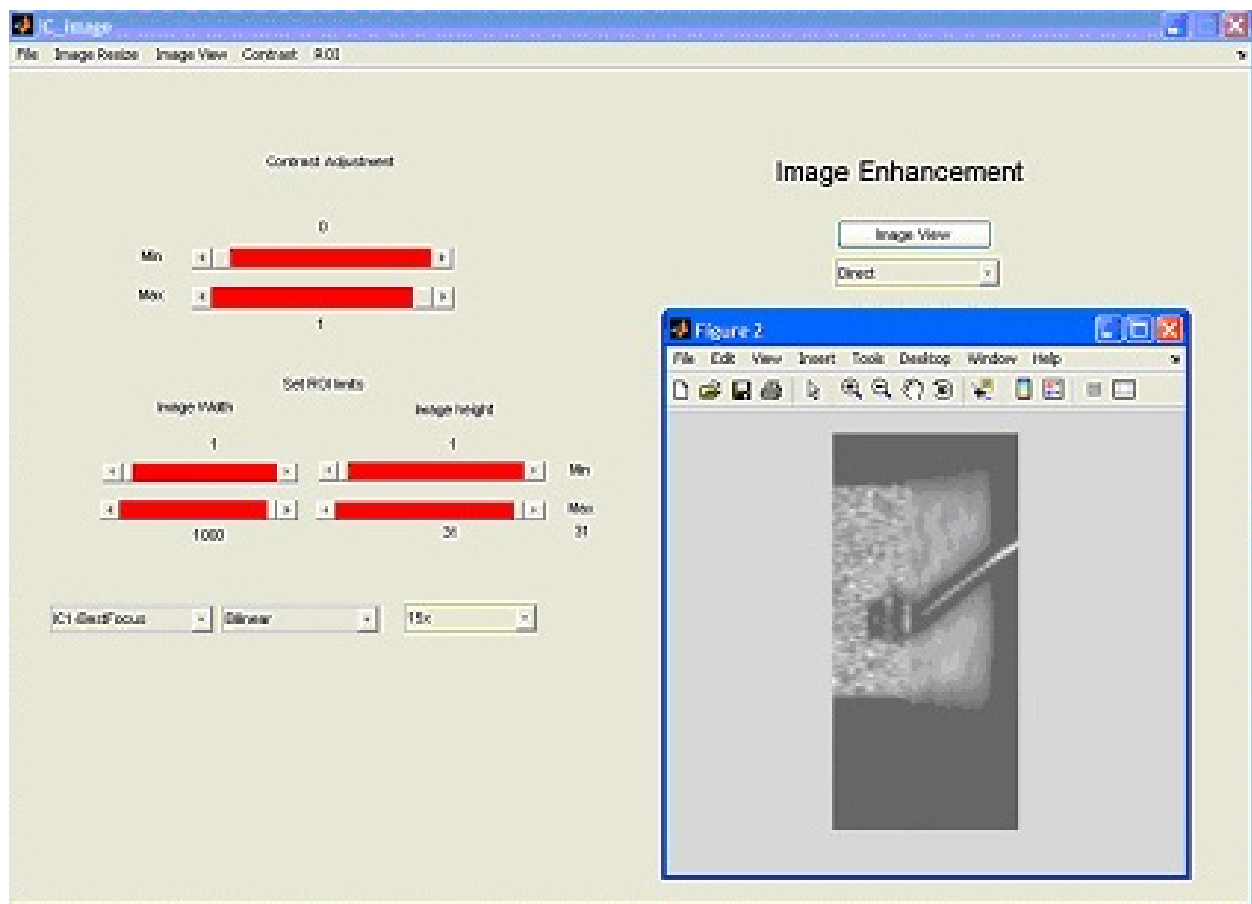 IC_Image
File Image Resize Image View Contrast ROI
Contrast Adjustment
0
Min
Max
1
Set ROI limits
Image Width Image height
1 1
Min
Max
1000 31 31
IC1-BestFocus Bilinear 15x
Image Enhancement
Image View
Direct
Figure 2
File Edit View Insert Tools Desktop Window Help